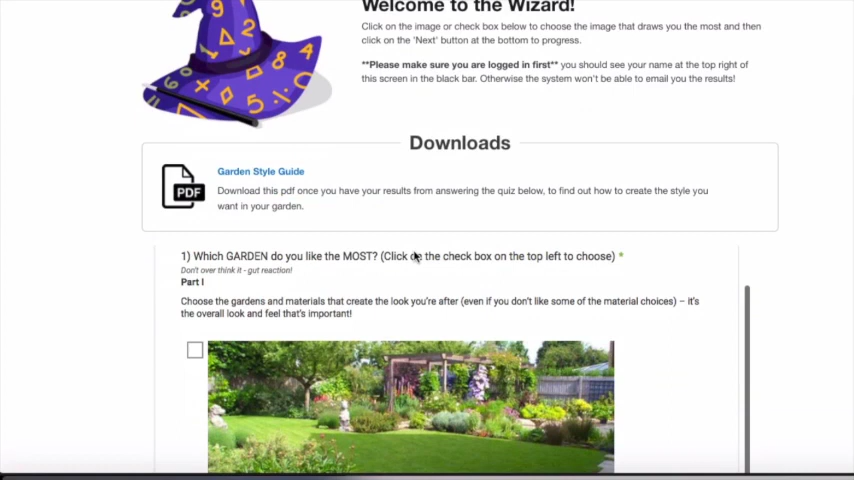 Welcome to the Wizard!
Click on the image or check box below to choose the image that draws you the most and then
click on the 'Next' button at the bottom to progress.
**Please make sure you are logged in first** you should see your name at the top right of
this screen in the black bar. Otherwise the system won't be able to email you the results!
Downloads
PDF
Garden Style Guide
Download this pdf once you have your results from answering the quiz below, to find out how to create the style you
want in your garden.
1) Which GARDEN do you like the MOST? (Click on the check box on the top left to choose) *
Don't over think it - gut reaction!
Part I
Choose the gardens and materials that create the look you're after (even if you don't like some of the material choices) – it's
the overall look and feel that's important!